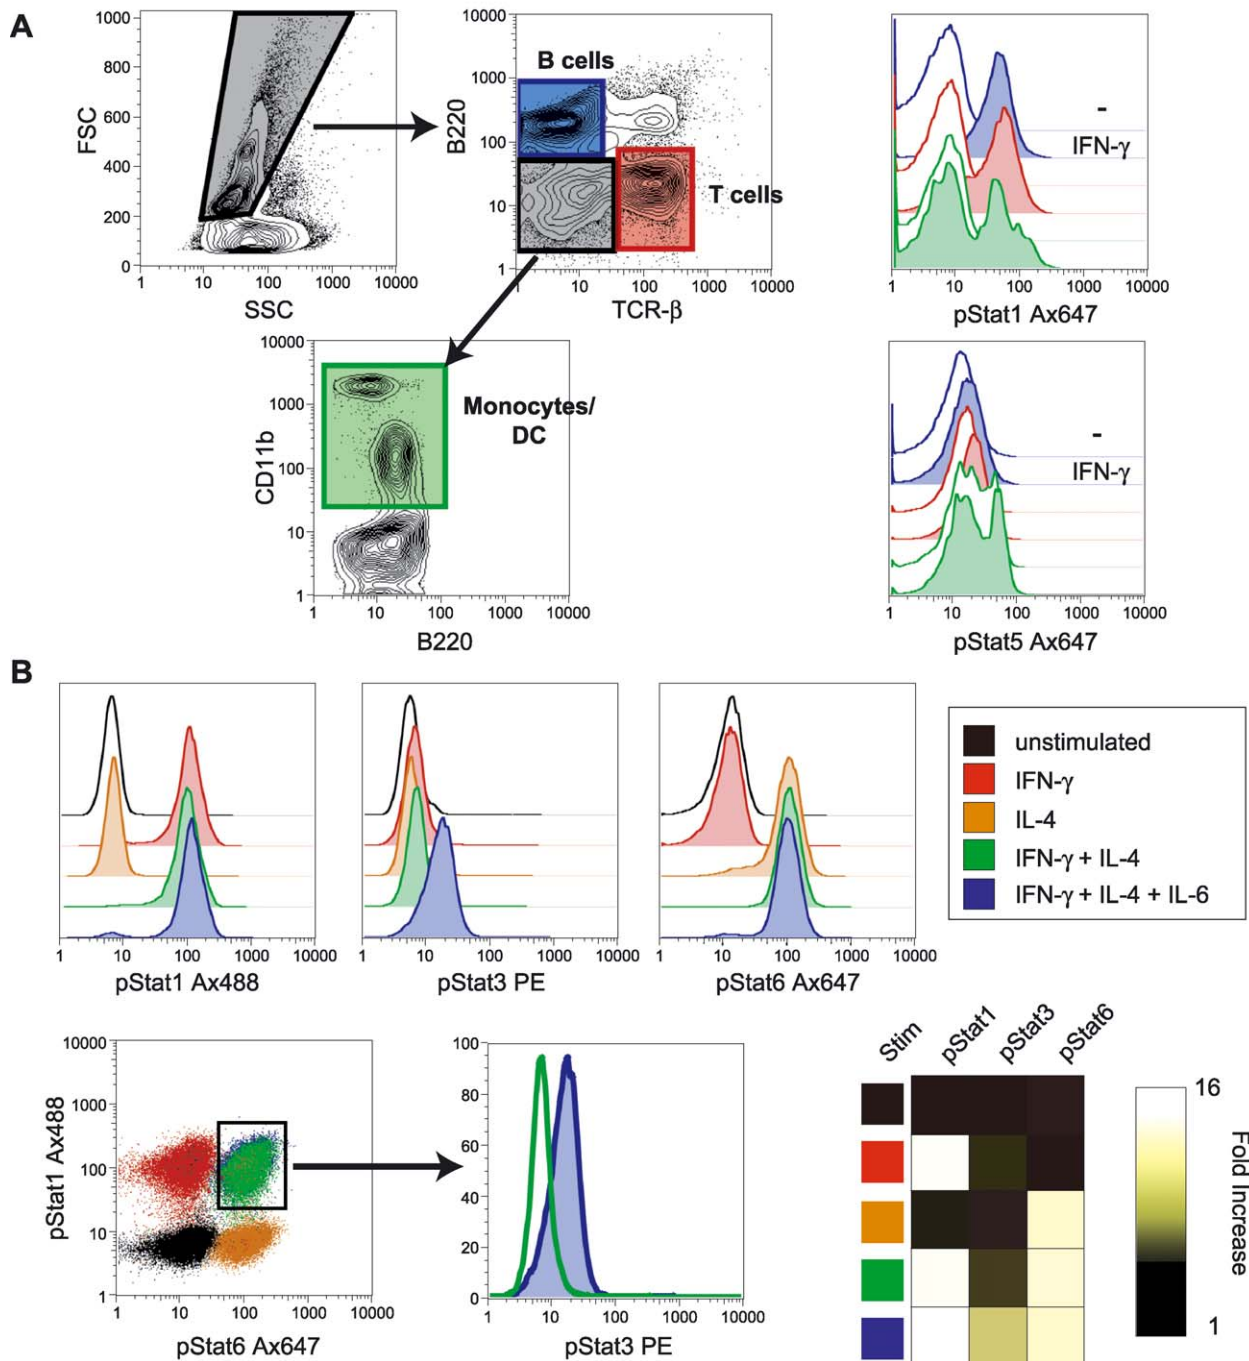 A
FSC
1000
800
600
400
200
0
1 10 100 1000 10000
SSC
B220
10000
1000
100
10
1
B cells
T cells
1 10 100 1000 10000
TCR-β
-
IFN-γ
1 10 100 1000 10000
pStat1 Ax647
CD11b
10000
1000
100
10
1
Monocytes/
DC
1 10 100 1000 10000
B220
-
IFN-γ
1 10 100 1000 10000
pStat5 Ax647
B
1 10 100 1000 10000
pStat1 Ax488
1 10 100 1000 10000
pStat3 PE
1 10 100 1000 10000
pStat6 Ax647
unstimulated
IFN-γ
IL-4
IFN-γ + IL-4
IFN-γ + IL-4 + IL-6
pStat1 Ax488
10000
1000
100
10
1
1 10 100 1000 10000
pStat6 Ax647
100
80
60
40
20
0
1 10 100 1000 10000
pStat3 PE
Stim pStat1 pStat3 pStat6
16
1
Fold Increase